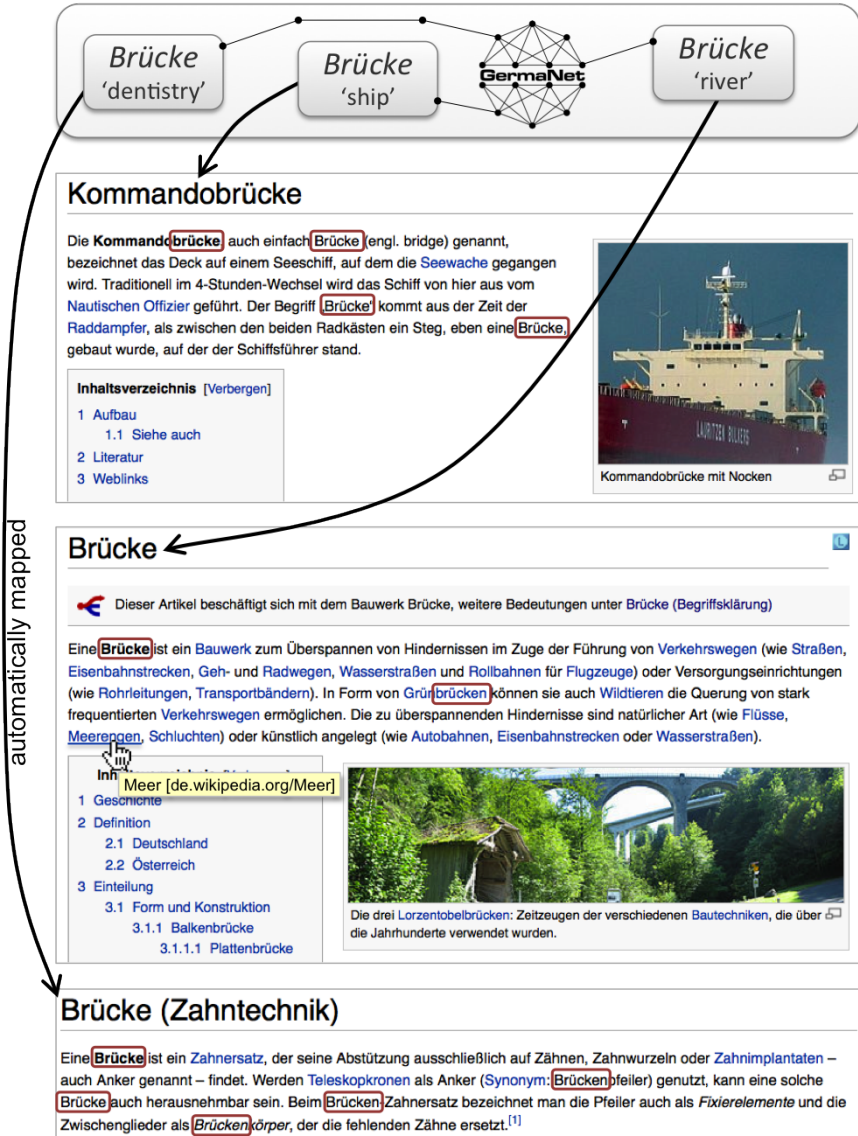 Brücke
'dentistry'
Brücke
'ship'
GermaNet
Brücke
'river'
automatically mapped
Kommandobrücke
Die Kommandobrücke, auch einfach Brücke (engl. bridge) genannt,
bezeichnet das Deck auf einem Seeschiff, auf dem die Seewache gegangen
wird. Traditionell im 4-Stunden-Wechsel wird das Schiff von hier aus vom
Nautischen Offizier geführt. Der Begriff „Brücke“ kommt aus der Zeit der
Raddampfer, als zwischen den beiden Radkästen ein Steg, eben eine Brücke,
gebaut wurde, auf der der Schiffsführer stand.
Inhaltsverzeichnis [Verbergen]
1 Aufbau
1.1 Siehe auch
2 Literatur
3 Weblinks
LAURITZEN BULKERS
Kommandobrücke mit Nocken
Brücke
Dieser Artikel beschäftigt sich mit dem Bauwerk Brücke, weitere Bedeutungen unter Brücke (Begriffsklärung)
Eine Brücke ist ein Bauwerk zum Überspannen von Hindernissen im Zuge der Führung von Verkehrswegen (wie Straßen,
Eisenbahnstrecken, Geh- und Radwegen, Wasserstraßen und Rollbahnen für Flugzeuge) oder Versorgungseinrichtungen
(wie Rohrleitungen, Transportbändern). In Form von Grünbrücken können sie auch Wildtieren die Querung von stark
frequentierten Verkehrswegen ermöglichen. Die zu überspannenden Hindernisse sind natürlicher Art (wie Flüsse,
Meerengen, Schluchten) oder künstlich angelegt (wie Autobahnen, Eisenbahnstrecken oder Wasserstraßen).
Meer [de.wikipedia.org/Meer]
1 Geschichte
2 Definition
2.1 Deutschland
2.2 Österreich
3 Einteilung
3.1 Form und Konstruktion
3.1.1 Balkenbrücke
3.1.1.1 Plattenbrücke
Die drei Lorzentobelbrücken: Zeitzeugen der verschiedenen Bautechniken, die über
die Jahrhunderte verwendet wurden.
Brücke (Zahntechnik)
Eine Brücke ist ein Zahnersatz, der seine Abstützung ausschließlich auf Zähnen, Zahnwurzeln oder Zahnimplantaten –
auch Anker genannt – findet. Werden Teleskopkronen als Anker (Synonym: Brückenpfeiler) genutzt, kann eine solche
Brücke auch herausnehmbar sein. Beim Brücken-Zahnersatz bezeichnet man die Pfeiler auch als Fixierelemente und die
Zwischenglieder als Brückenkörper, der die fehlenden Zähne ersetzt.[1]